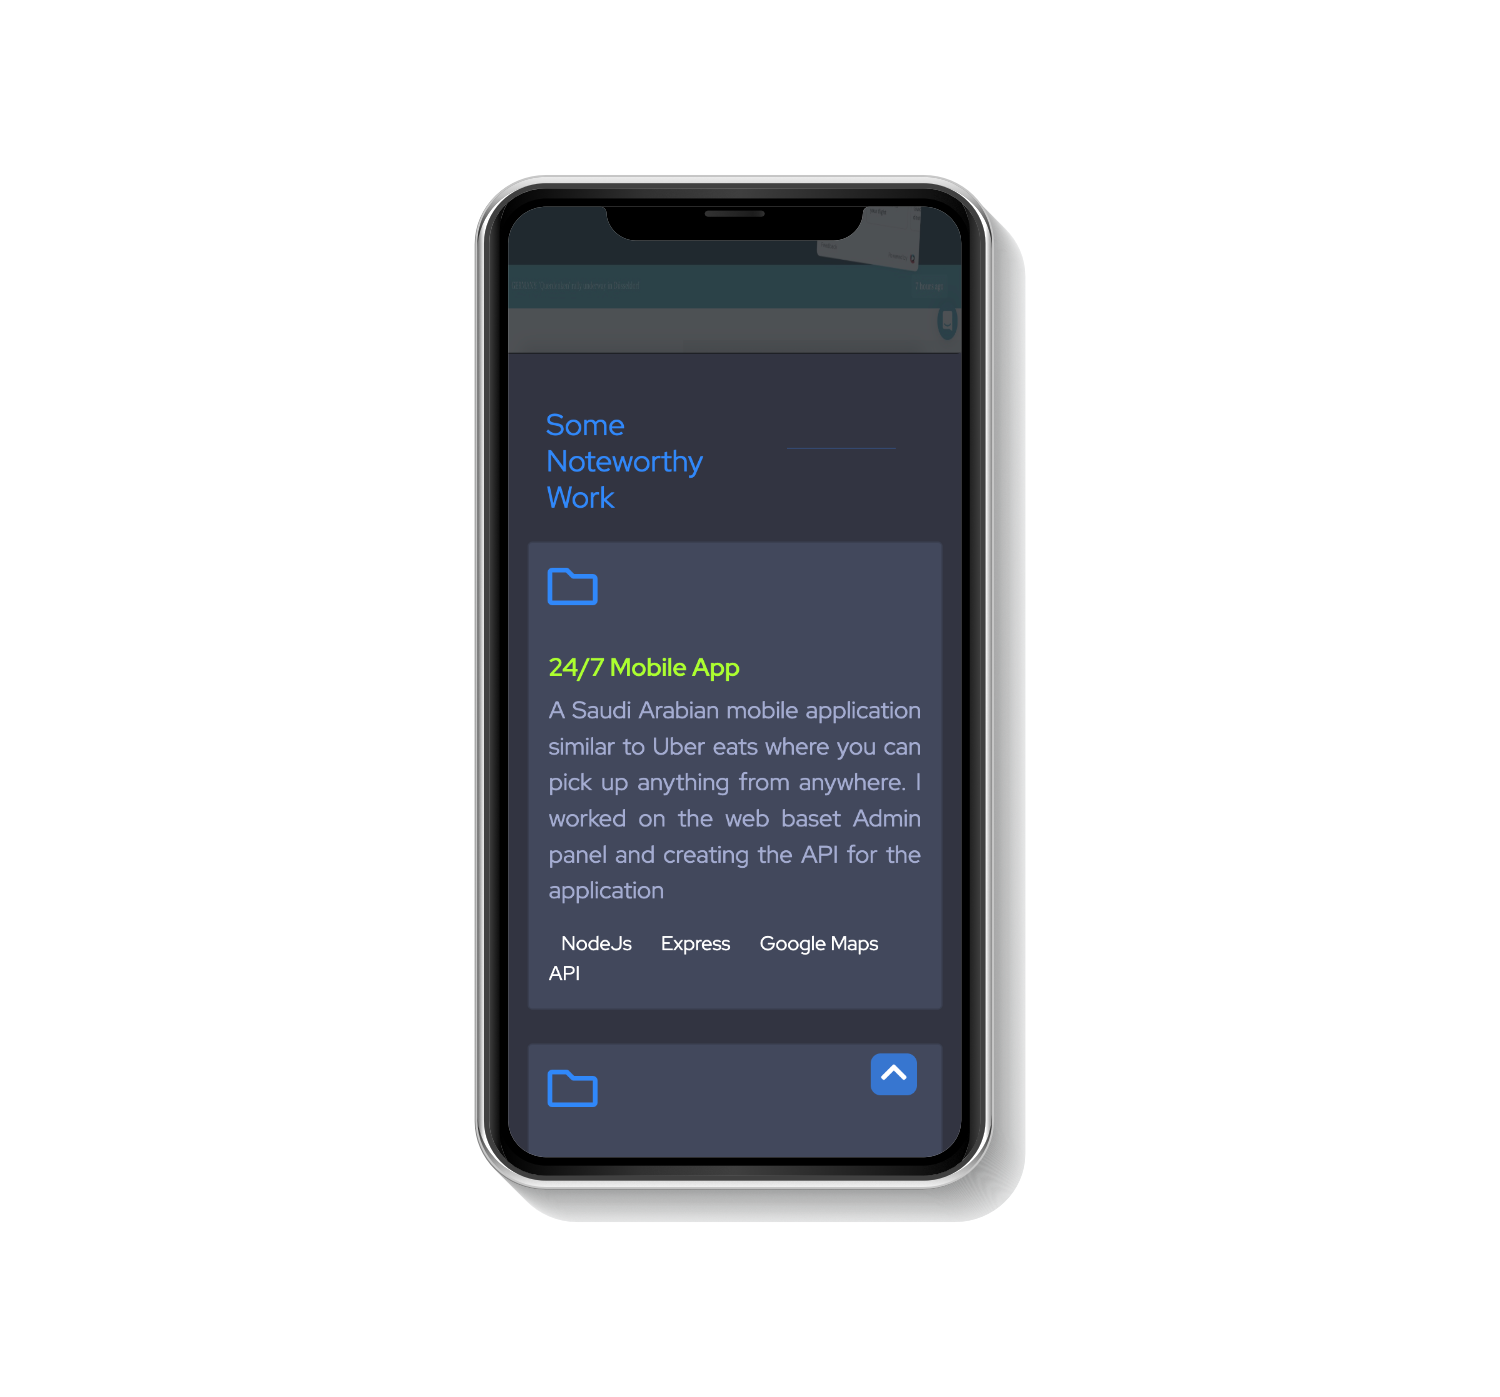 Some
Noteworthy
Work
24/7 Mobile App
A Saudi Arabian mobile application
similar to Uber eats where you can
pick up anything from anywhere. I
worked on the web baset Admin
panel and creating the API for the
application
NodeJs Express Google Maps
API